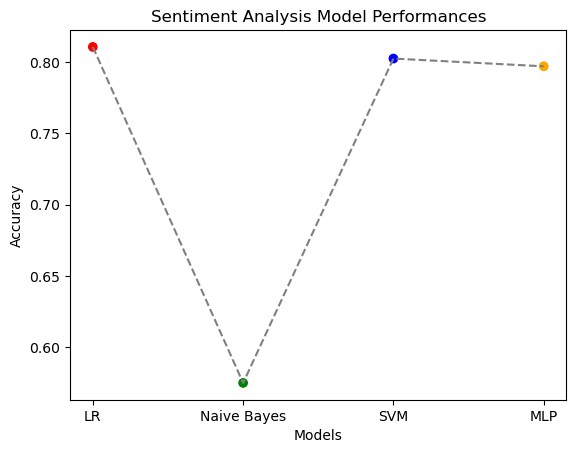 Sentiment Analysis Model Performances
0.80
0.75
0.70
0.65
0.60
Accuracy
LR
Naive Bayes
SVM
MLP
Models